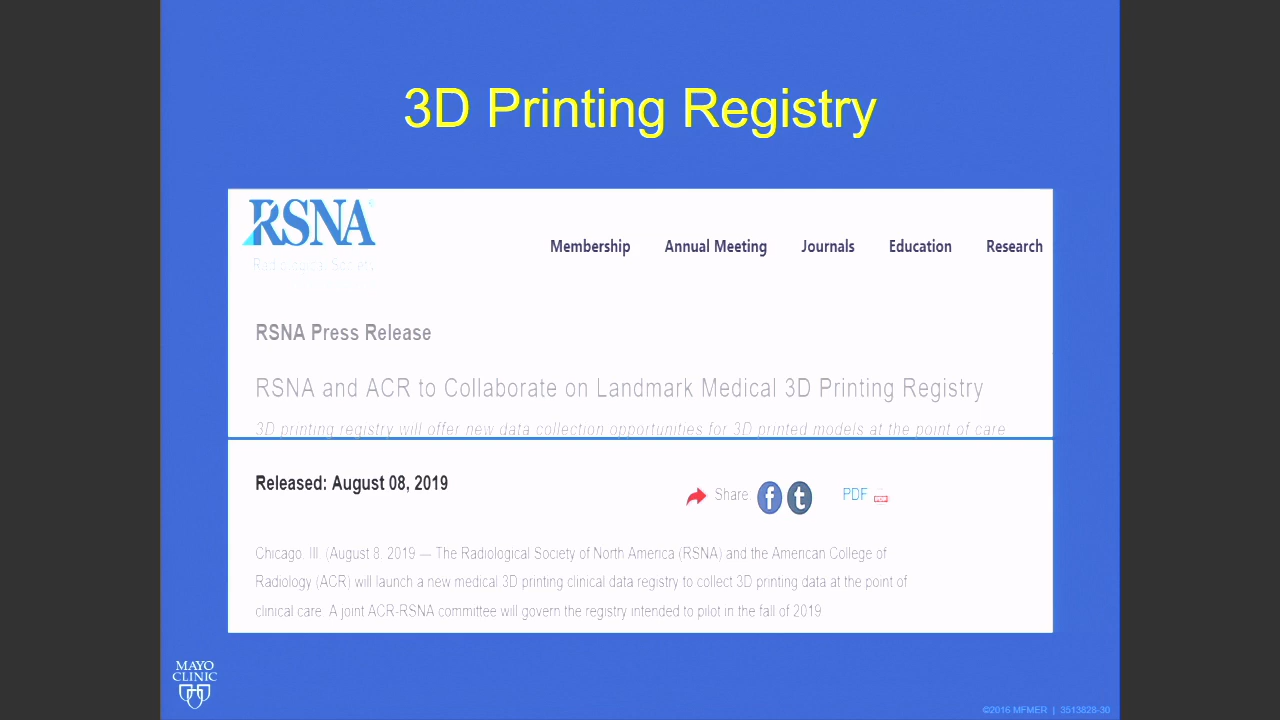 3D Printing Registry
RSNA®
Radiological Society
Membership Annual Meeting Journals Education Research
RSNA Press Release
RSNA and ACR to Collaborate on Landmark Medical 3D Printing Registry
3D printing registry will offer new data collection opportunities for 3D printed models at the point of care
Released: August 08, 2019
Share f t PDF
PDF
Chicago, Ill. (August 8, 2019 — The Radiological Society of North America (RSNA) and the American College of
Radiology (ACR) will launch a new medical 3D printing clinical data registry to collect 3D printing data at the point of
clinical care. A joint ACR-RSNA committee will govern the registry intended to pilot in the fall of 2019
MAYO
CLINIC
©2016 MFMER | 3513828-30